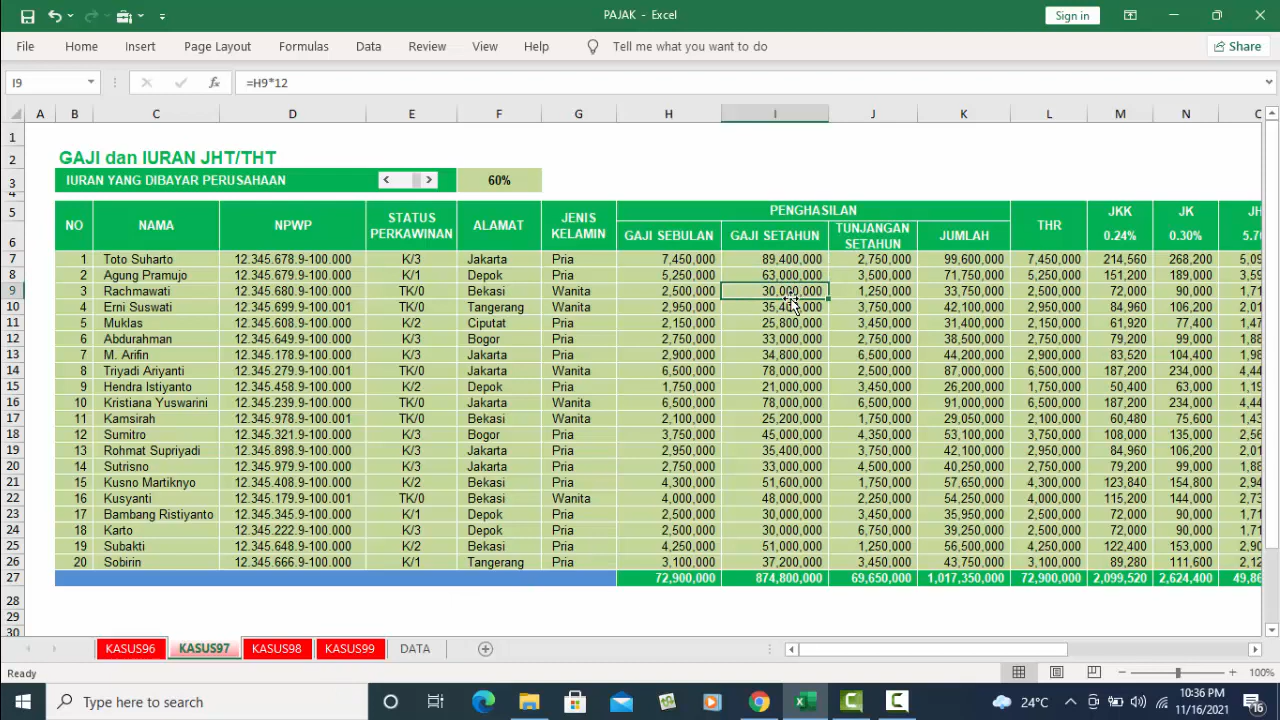 PAJAK - Excel
Sign in
File Home Insert Page Layout Formulas Data Review View Help Tell me what you want to do Share
I9 fx =H9*12
A B C D E F G H I J K L M N
1
2 GAJI dan IURAN JHT/THT
3 IURAN YANG DIBAYAR PERUSAHAAN < > 60%
4
5 NO NAMA NPWP STATUS PERKAWINAN ALAMAT JENIS KELAMIN PENGHASILAN THR JKK JK
6 GAJI SEBULAN GAJI SETAHUN TUNJANGAN SETAHUN JUMLAH 0.24% 0.30%
7 1 Toto Suharto 12.345.678.9-100.000 K/3 Jakarta Pria 7,450,000 89,400,000 2,750,000 99,600,000 7,450,000 214,560 268,200
8 2 Agung Pramujo 12.345.679.9-100.000 K/1 Depok Pria 5,250,000 63,000,000 3,500,000 71,750,000 5,250,000 151,200 189,000
9 3 Rachmawati 12.345.680.9-100.000 TK/0 Bekasi Wanita 2,500,000 30,000,000 1,250,000 33,750,000 2,500,000 72,000 90,000
10 4 Erni Suswati 12.345.699.9-100.001 TK/0 Tangerang Wanita 2,950,000 35,400,000 3,750,000 42,100,000 2,950,000 84,960 106,200
11 5 Muklas 12.345.608.9-100.000 K/2 Ciputat Pria 2,150,000 25,800,000 3,450,000 31,400,000 2,150,000 61,920 77,400
12 6 Abdurahman 12.345.649.9-100.000 K/2 Bogor Pria 2,750,000 33,000,000 2,750,000 38,500,000 2,750,000 79,200 99,000
13 7 M. Arifin 12.345.178.9-100.000 K/3 Jakarta Pria 2,900,000 34,800,000 6,500,000 44,200,000 2,900,000 83,520 104,400
14 8 Triyadi Ariyanti 12.345.279.9-100.001 TK/0 Jakarta Wanita 6,500,000 78,000,000 2,500,000 87,000,000 6,500,000 187,200 234,000
15 9 Hendra Istiyanto 12.345.458.9-100.000 K/2 Depok Pria 1,750,000 21,000,000 3,450,000 26,200,000 1,750,000 50,400 63,000
16 10 Kristiana Yuswarini 12.345.239.9-100.000 TK/0 Jakarta Wanita 6,500,000 78,000,000 6,500,000 91,000,000 6,500,000 187,200 234,000
17 11 Kamsirah 12.345.978.9-100.001 TK/0 Bekasi Wanita 2,100,000 25,200,000 1,750,000 29,050,000 2,100,000 60,480 75,600
18 12 Sumitro 12.345.321.9-100.000 K/3 Bogor Pria 3,750,000 45,000,000 4,350,000 53,100,000 3,750,000 108,000 135,000
19 13 Rohmat Supriyadi 12.345.898.9-100.000 K/3 Jakarta Pria 2,950,000 35,400,000 3,750,000 42,100,000 2,950,000 84,960 106,200
20 14 Sutrisno 12.345.979.9-100.000 K/3 Jakarta Pria 2,750,000 33,000,000 4,500,000 40,250,000 2,750,000 79,200 99,000
21 15 Kusno Martiknyo 12.345.408.9-100.000 K/2 Bekasi Pria 4,300,000 51,600,000 1,750,000 57,650,000 4,300,000 123,840 154,800
22 16 Kusyanti 12.345.179.9-100.001 TK/0 Bekasi Wanita 4,000,000 48,000,000 2,250,000 54,250,000 4,000,000 115,200 144,000
23 17 Bambang Ristiyanto 12.345.345.9-100.000 K/1 Depok Pria 2,500,000 30,000,000 3,450,000 35,950,000 2,500,000 72,000 90,000
24 18 Karto 12.345.222.9-100.000 K/3 Depok Pria 2,500,000 30,000,000 6,750,000 39,250,000 2,500,000 72,000 90,000
25 19 Subakti 12.345.648.9-100.000 K/2 Bekasi Pria 4,250,000 51,000,000 1,250,000 56,500,000 4,250,000 122,400 153,000
26 20 Sobirin 12.345.666.9-100.000 K/1 Tangerang Pria 3,100,000 37,200,000 3,450,000 43,750,000 3,100,000 89,280 111,600
27 72,900,000 874,800,000 69,650,000 1,017,350,000 72,900,000 2,099,520 2,624,400
28
29
30
KASUS96 KASUS97 KASUS98 KASUS99 DATA
Ready 100%
Type here to search 24°C 10:36 PM
11/16/2021 16